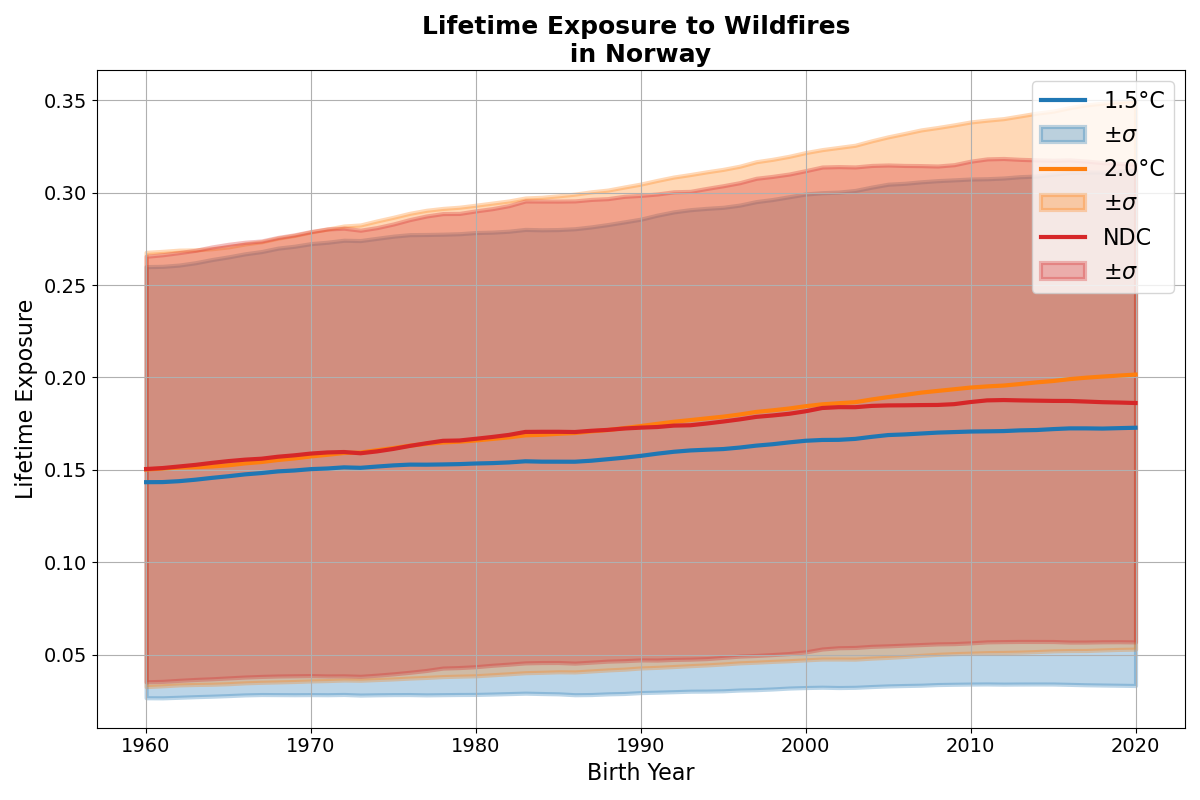 Lifetime Exposure to Wildfires
in Norway
Lifetime Exposure
0.35
0.30
0.25
0.20
0.15
0.10
0.05
1.5°C
±σ
2.0°C
±σ
NDC
±σ
1960
1970
1980
1990
2000
2010
2020
Birth Year